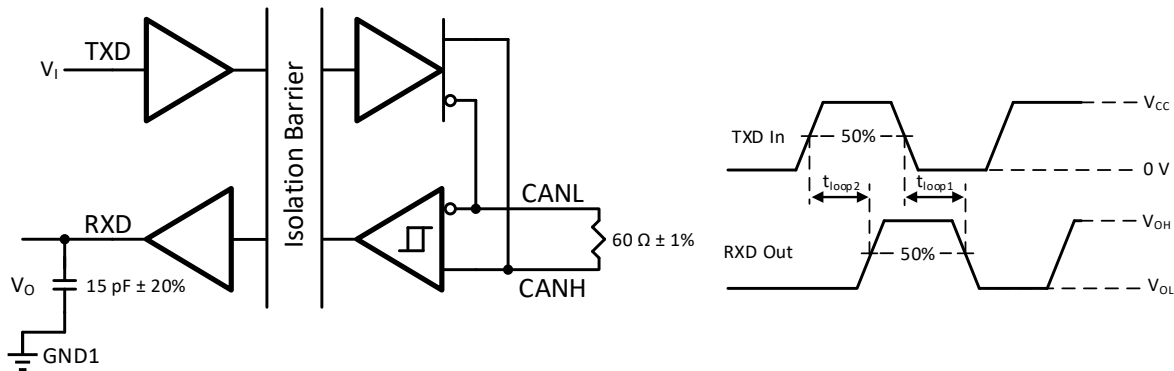 TXD
V_I
Isolation Barrier
CANL
60 Ω ± 1%
RXD
CANH
V_O
15 pF ± 20%
GND1
V_CC
TXD In
50%
0 V
t_loop2
t_loop1
V_OH
RXD Out
50%
V_OL